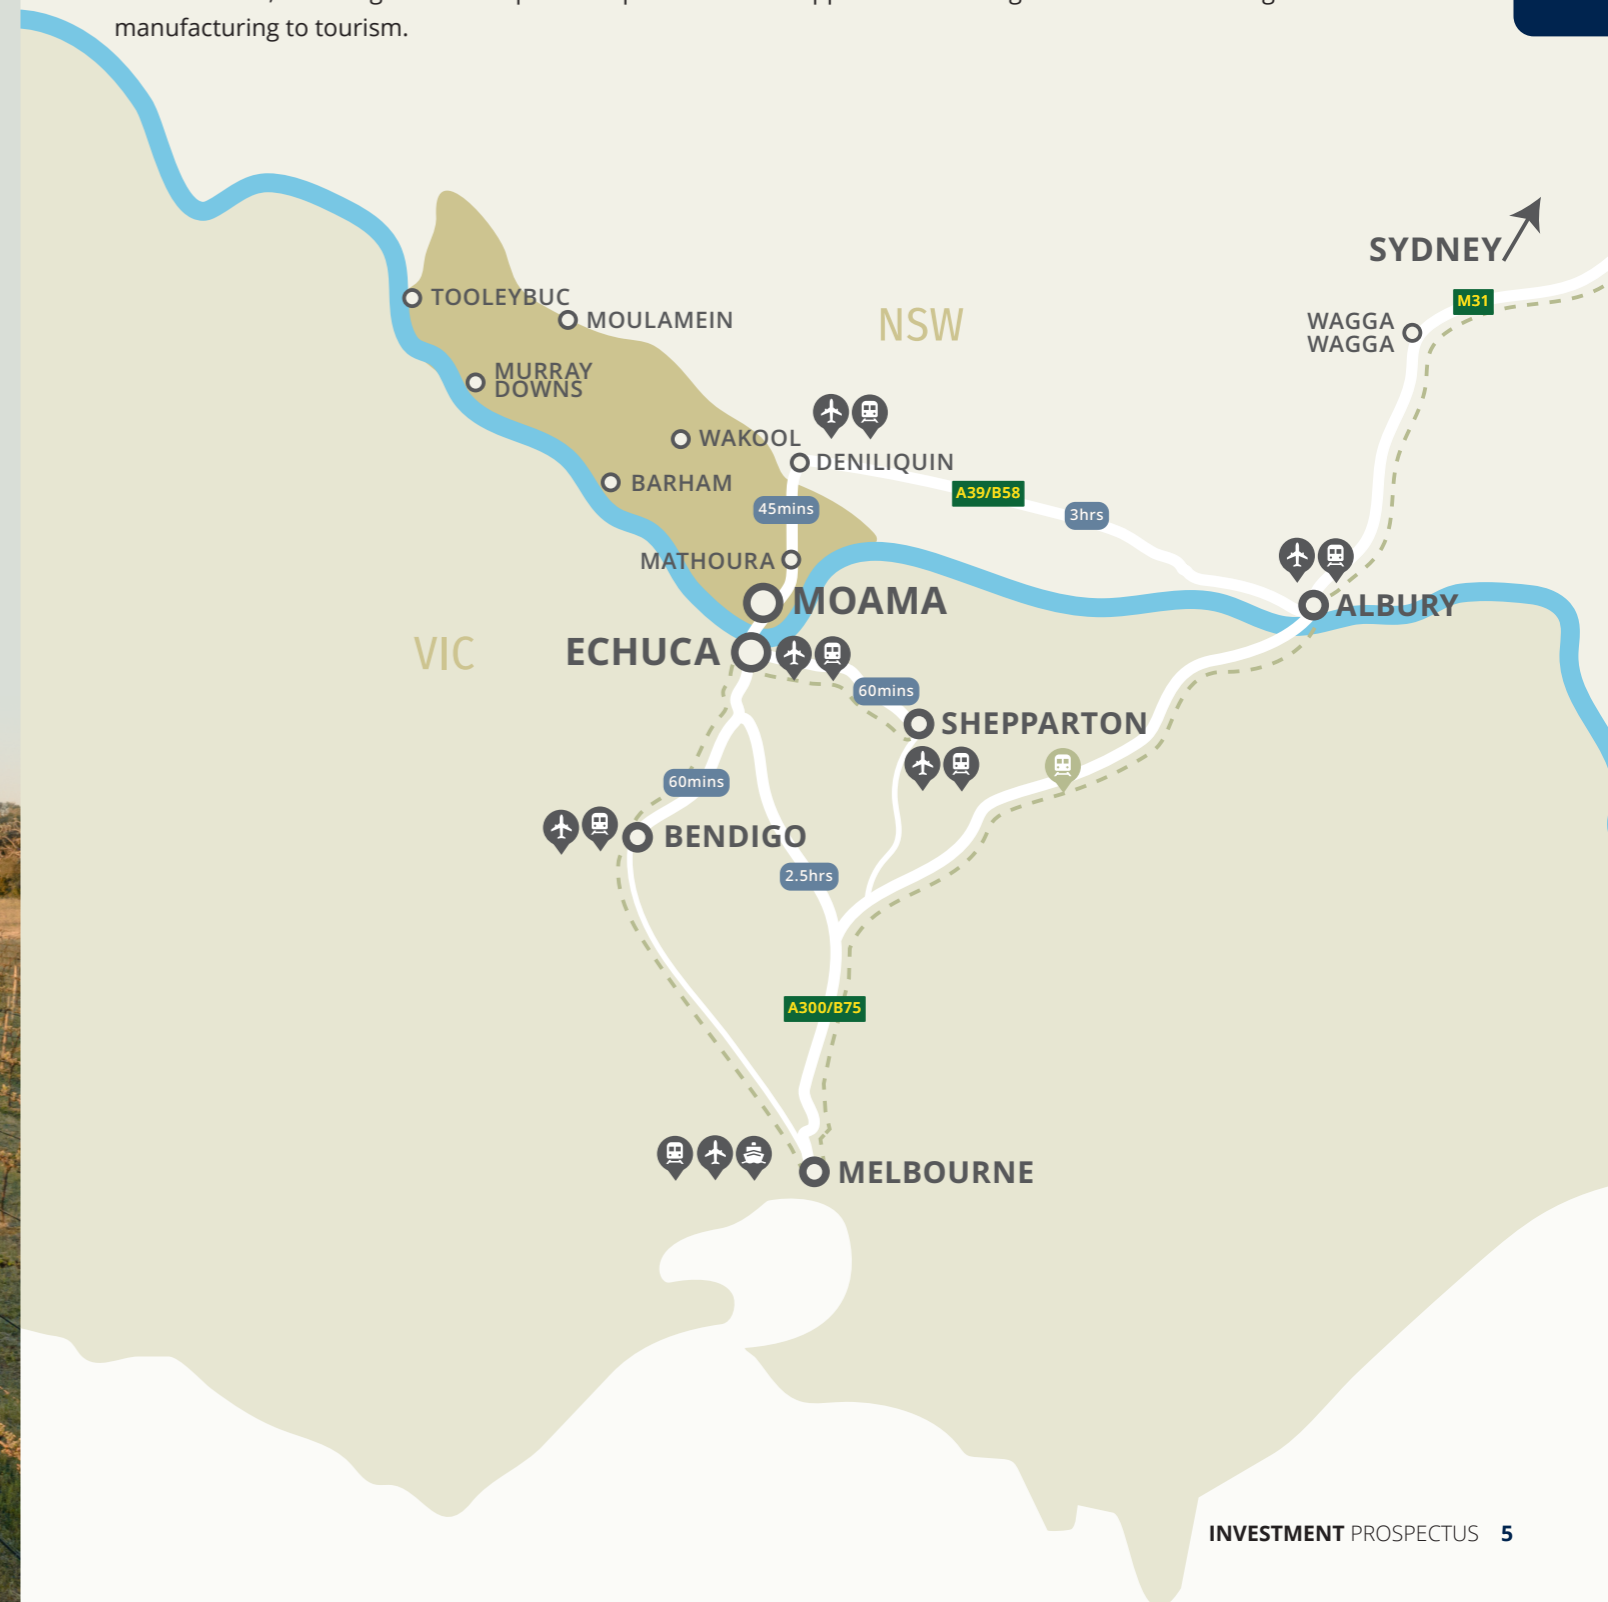 manufacturing to tourism.
SYDNEY
M31
TOOLEYBUC
MOULAMEIN
NSW
WAGGA
WAGGA
MURRAY
DOWNS
WAKOOL
DENILIQUIN
BARHAM
A39/B58
45mins
3hrs
MATHOURA
MOAMA
ALBURY
VIC
ECHUCA
60mins
SHEPPARTON
60mins
BENDIGO
2.5hrs
A300/B75
MELBOURNE
INVESTMENT PROSPECTUS 5